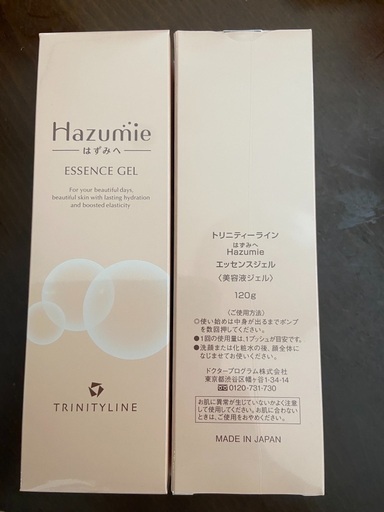 Hazumie
はずみへ
ESSENCE GEL
For your beautiful days,
beautiful skin with lasting hydration
and boosted elasticity
TRINITYLINE
トリニティーライン
はずみへ
Hazumie
エッセンスジェル
〈美容液ジェル〉
120g
〈ご使用方法〉
○使い始めは中身が出るまでポンプ
を数回押してください。
●1回の使用量は、1プッシュが目安です。
●洗顔または化粧水の後、顔全体に
なじませてお使いください。
ドクタープログラム株式会社
東京都渋谷区幡ヶ谷1-34-14
0120-731-730
お肌に異常が生じていないかよく注意
して使用してください。お肌に合わない
ときは、ご使用をおやめください。
MADE IN JAPAN